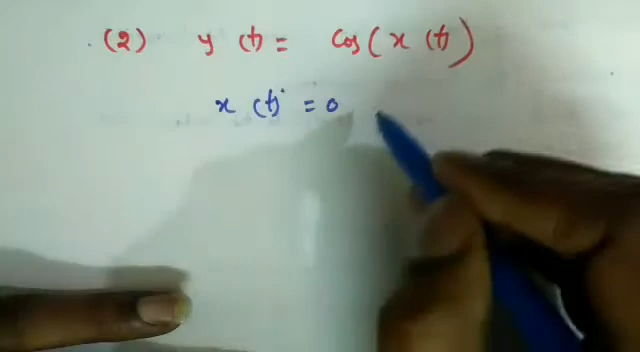 (2) y(t) = cos(x(t))
x(t) = 0